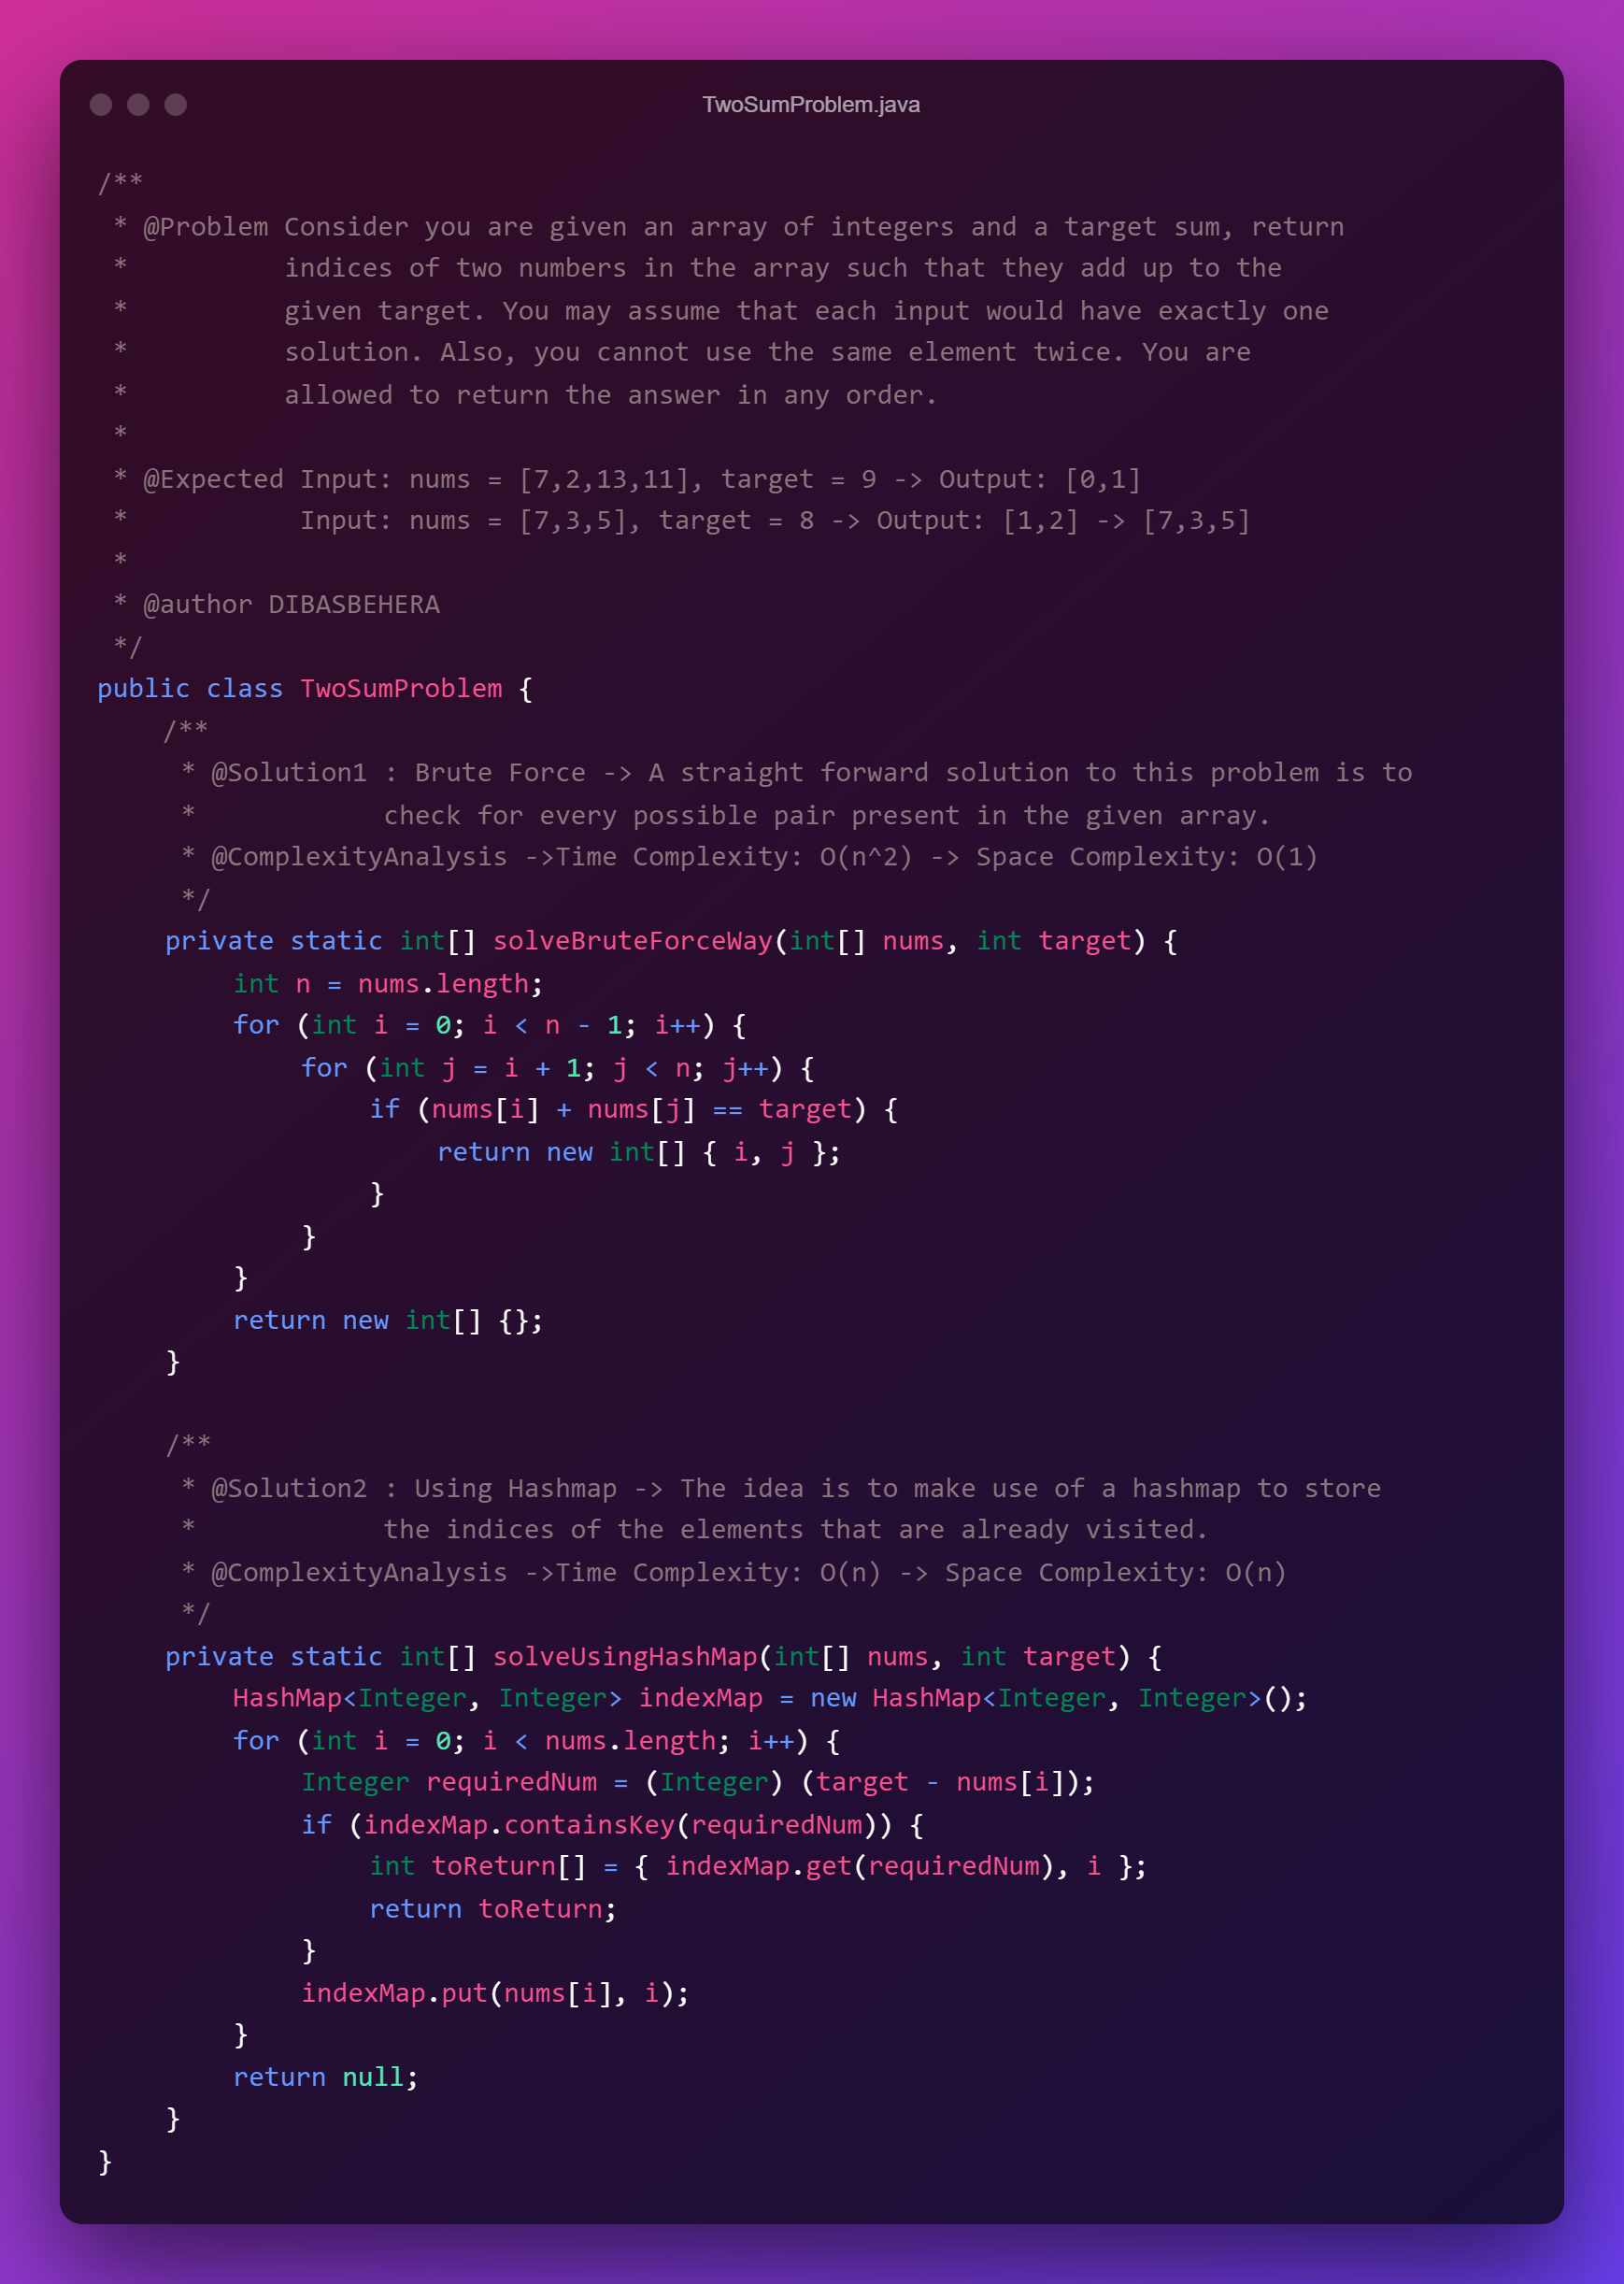 TwoSumProblem.java
/**
 * @Problem Consider you are given an array of integers and a target sum, return
 *          indices of two numbers in the array such that they add up to the
 *          given target. You may assume that each input would have exactly one
 *          solution. Also, you cannot use the same element twice. You are
 *          allowed to return the answer in any order.
 *
 * @Expected Input: nums = [7,2,13,11], target = 9 -> Output: [0,1]
 *           Input: nums = [7,3,5], target = 8 -> Output: [1,2] -> [7,3,5]
 *
 * @author DIBASBEHERA
 */
public class TwoSumProblem {
    /**
     * @Solution1 : Brute Force -> A straight forward solution to this problem is to
     *            check for every possible pair present in the given array.
     * @ComplexityAnalysis ->Time Complexity: O(n^2) -> Space Complexity: O(1)
     */
    private static int[] solveBruteForceWay(int[] nums, int target) {
        int n = nums.length;
        for (int i = 0; i < n - 1; i++) {
            for (int j = i + 1; j < n; j++) {
                if (nums[i] + nums[j] == target) {
                    return new int[] { i, j };
                }
            }
        }
        return new int[] {};
    }

    /**
     * @Solution2 : Using Hashmap -> The idea is to make use of a hashmap to store
     *            the indices of the elements that are already visited.
     * @ComplexityAnalysis ->Time Complexity: O(n) -> Space Complexity: O(n)
     */
    private static int[] solveUsingHashMap(int[] nums, int target) {
        HashMap<Integer, Integer> indexMap = new HashMap<Integer, Integer>();
        for (int i = 0; i < nums.length; i++) {
            Integer requiredNum = (Integer) (target - nums[i]);
            if (indexMap.containsKey(requiredNum)) {
                int toReturn[] = { indexMap.get(requiredNum), i };
                return toReturn;
            }
            indexMap.put(nums[i], i);
        }
        return null;
    }
}